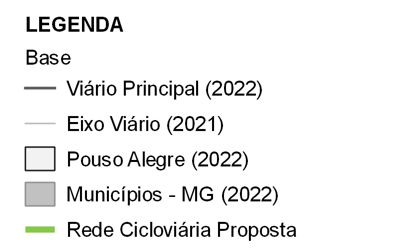 LEGENDA
Base
Viário Principal (2022)
Eixo Viário (2021)
Pouso Alegre (2022)
Municípios - MG (2022)
Rede Cicloviária Proposta